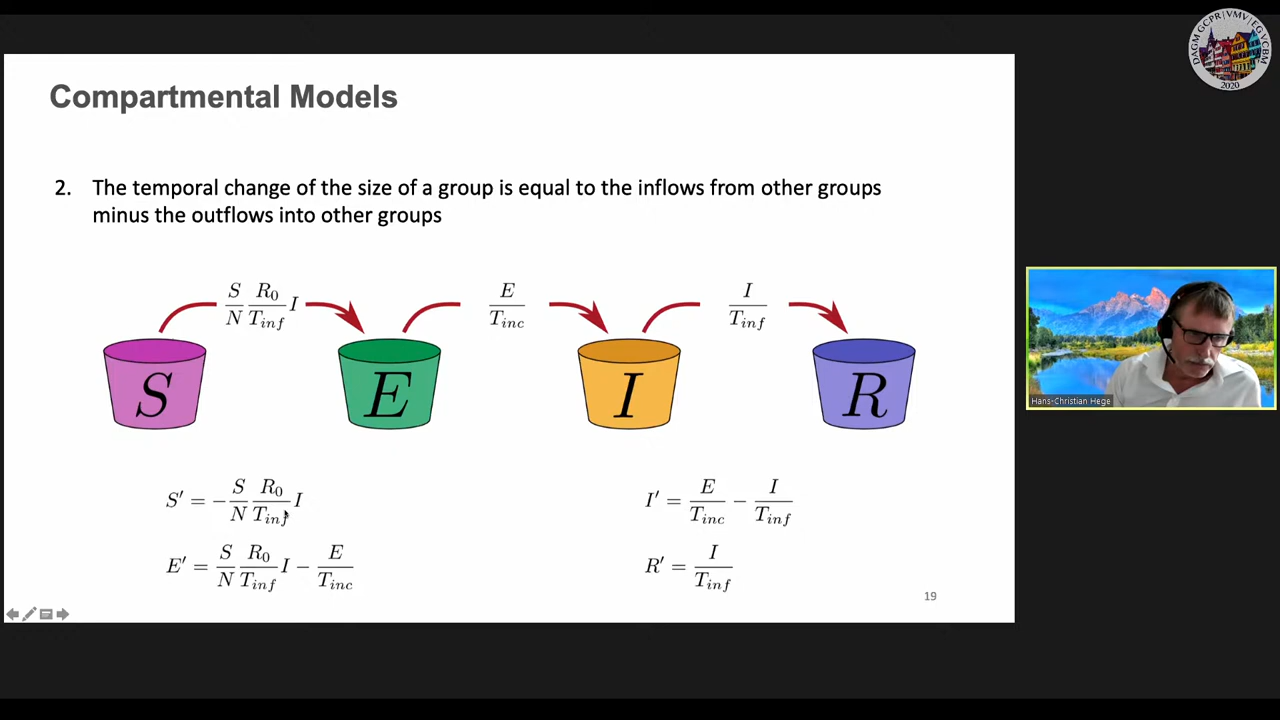 DAGM GCPR | VMV | EG VCBM
2020
Compartmental Models
2. The temporal change of the size of a group is equal to the inflows from other groups
minus the outflows into other groups
S/N R₀/T_inf I
E/T_inc
I/T_inf
S
E
I
R
S′ = −S/N R₀/T_inf I
I′ = E/T_inc − I/T_inf
E′ = S/N R₀/T_inf I − E/T_inc
R′ = I/T_inf
19
Hans-Christian Hege